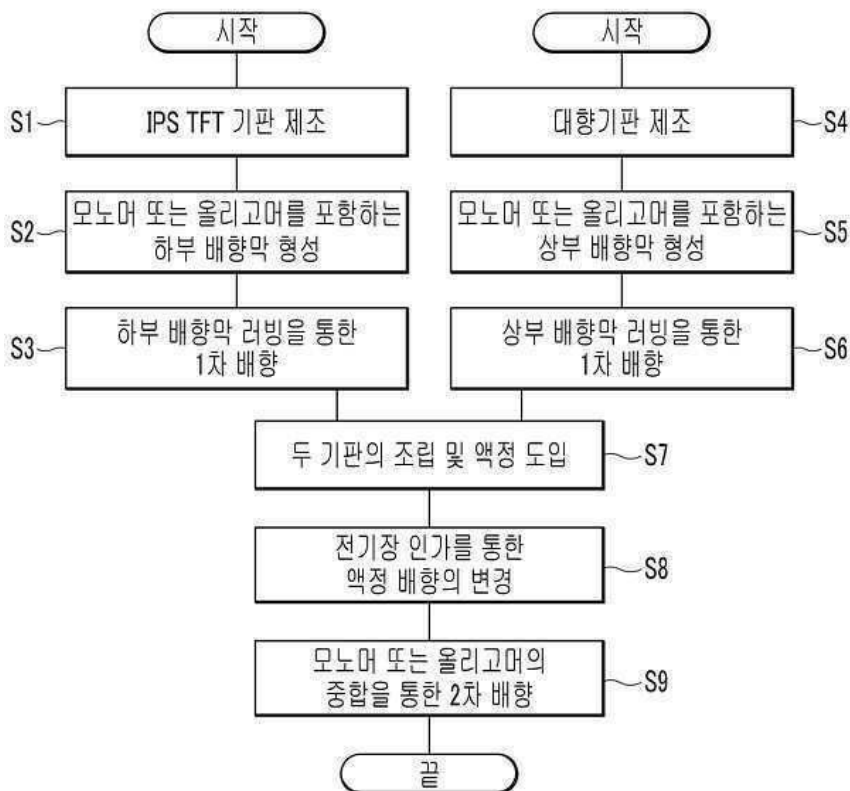 시작
시작
S1
IPS TFT 기판 제조
대향기판 제조
S4
S2
모노머 또는 올리고머를 포함하는
하부 배향막 형성
모노머 또는 올리고머를 포함하는
상부 배향막 형성
S5
S3
하부 배향막 러빙을 통한
1차 배향
상부 배향막 러빙을 통한
1차 배향
S6
두 기판의 조립 및 액정 도입
S7
전기장 인가를 통한
액정 배향의 변경
S8
모노머 또는 올리고머의
중합을 통한 2차 배향
S9
끝